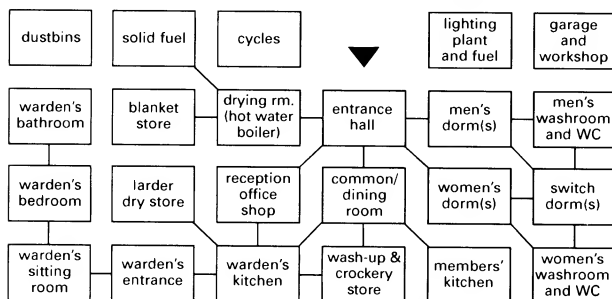 dustbins
solid fuel
cycles
lighting
plant
and fuel
garage
and
workshop
warden's
bathroom
blanket
store
drying rm.
(hot water
boiler)
entrance
hall
men's
dorm(s)
men's
washroom
and WC
warden's
bedroom
larder
dry store
reception
office
shop
common/
dining
room
women's
dorm(s)
switch
dorm(s)
warden's
sitting
room
warden's
entrance
warden's
kitchen
wash-up &
crockery
store
members'
kitchen
women's
washroom
and WC